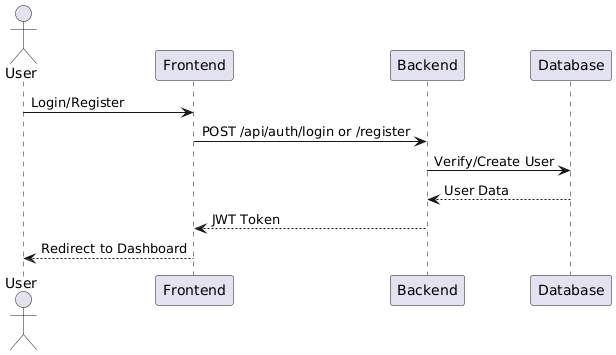 User
Frontend
Backend
Database
Login/Register
POST /api/auth/login or /register
Verify/Create User
User Data
JWT Token
Redirect to Dashboard
User
Frontend
Backend
Database